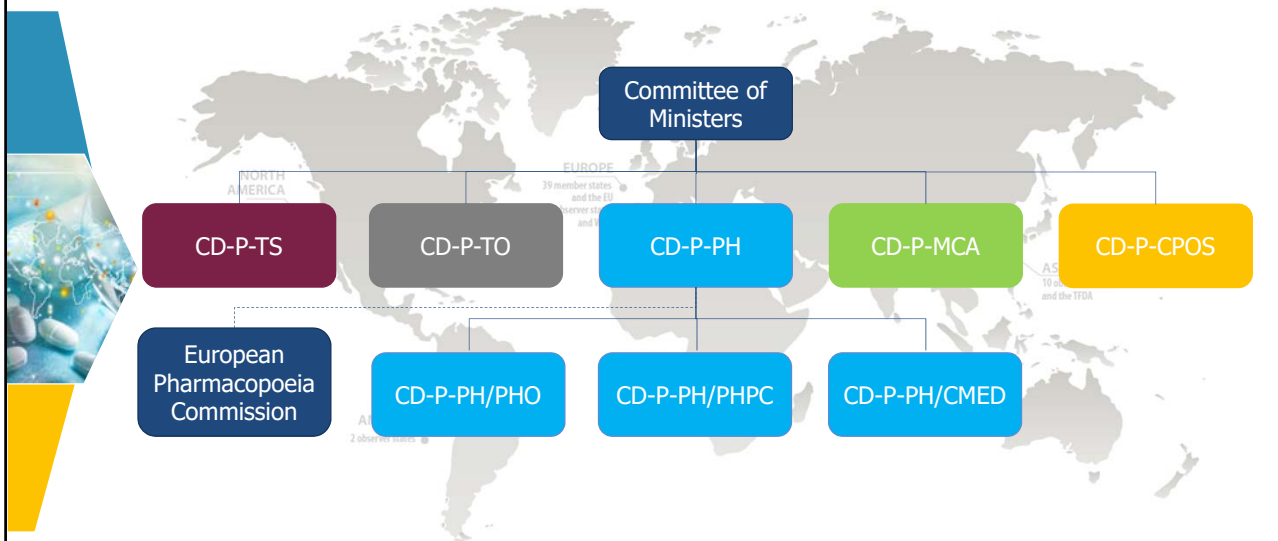 Committee of
Ministers
EUROPE
39 member states
and the EU
NORTH
AMERICA
CD-P-TS
CD-P-TO
CD-P-PH
CD-P-MCA
CD-P-CPOS
and the TFDA
European
Pharmacopoeia
Commission
CD-P-PH/PHO
CD-P-PH/PHPC
CD-P-PH/CMED
2 observer states